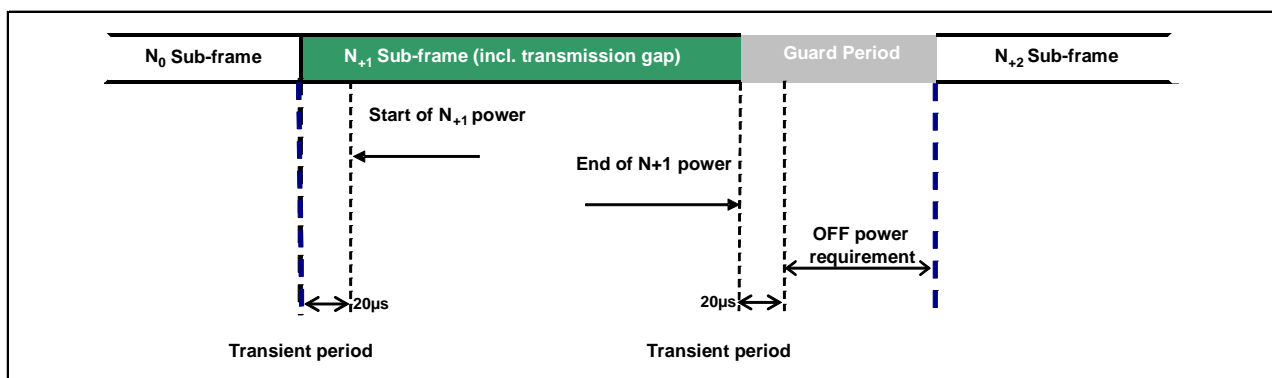 N₀ Sub-frame
N₊₁ Sub-frame (incl. transmission gap)
Guard Period
N₊₂ Sub-frame
Start of N₊₁ power
End of N+1 power
OFF power
requirement
20µs
20µs
Transient period
Transient period